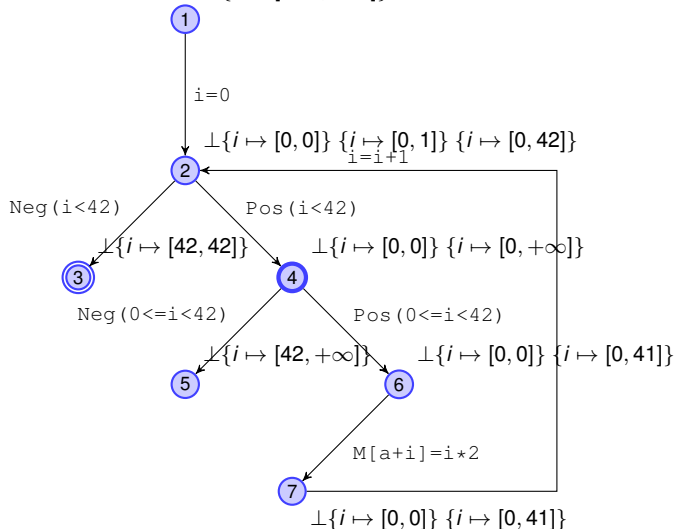 1
i=0
⊥{i ↦ [0, 0]} {i ↦ [0, 1]} {i ↦ [0, 42]}
i=i+1
2
Neg(i<42)
Pos(i<42)
⊥{i ↦ [42, 42]}
⊥{i ↦ [0, 0]} {i ↦ [0, +∞]}
3
4
Neg(0<=i<42)
Pos(0<=i<42)
⊥{i ↦ [42, +∞]}
⊥{i ↦ [0, 0]} {i ↦ [0, 41]}
5
6
M[a+i]=i*2
7
⊥{i ↦ [0, 0]} {i ↦ [0, 41]}